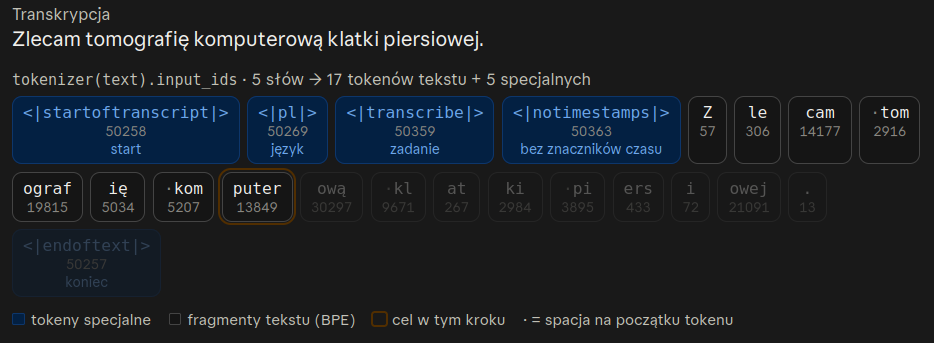 Transkrypcja
Zlecam tomografię komputerową klatki piersiowej.
tokenizer(text).input_ids · 5 słów → 17 tokenów tekstu + 5 specjalnych
<|startoftranscript|> <|pl|> <|transcribe|> <|notimestamps|> Z le cam ·tom
50258 50269 50359 50363 57 306 14177 2916
start język zadanie bez znaczników czasu
ograf ię ·kom puter ową ·kl at ki ·pi ers i owej .
19815 5034 5207 13849 30297 9671 267 2984 3895 433 72 21091 13
<|endoftext|>
50257
koniec
tokeny specjalne fragmenty tekstu (BPE) cel w tym kroku · = spacja na początku tokenu